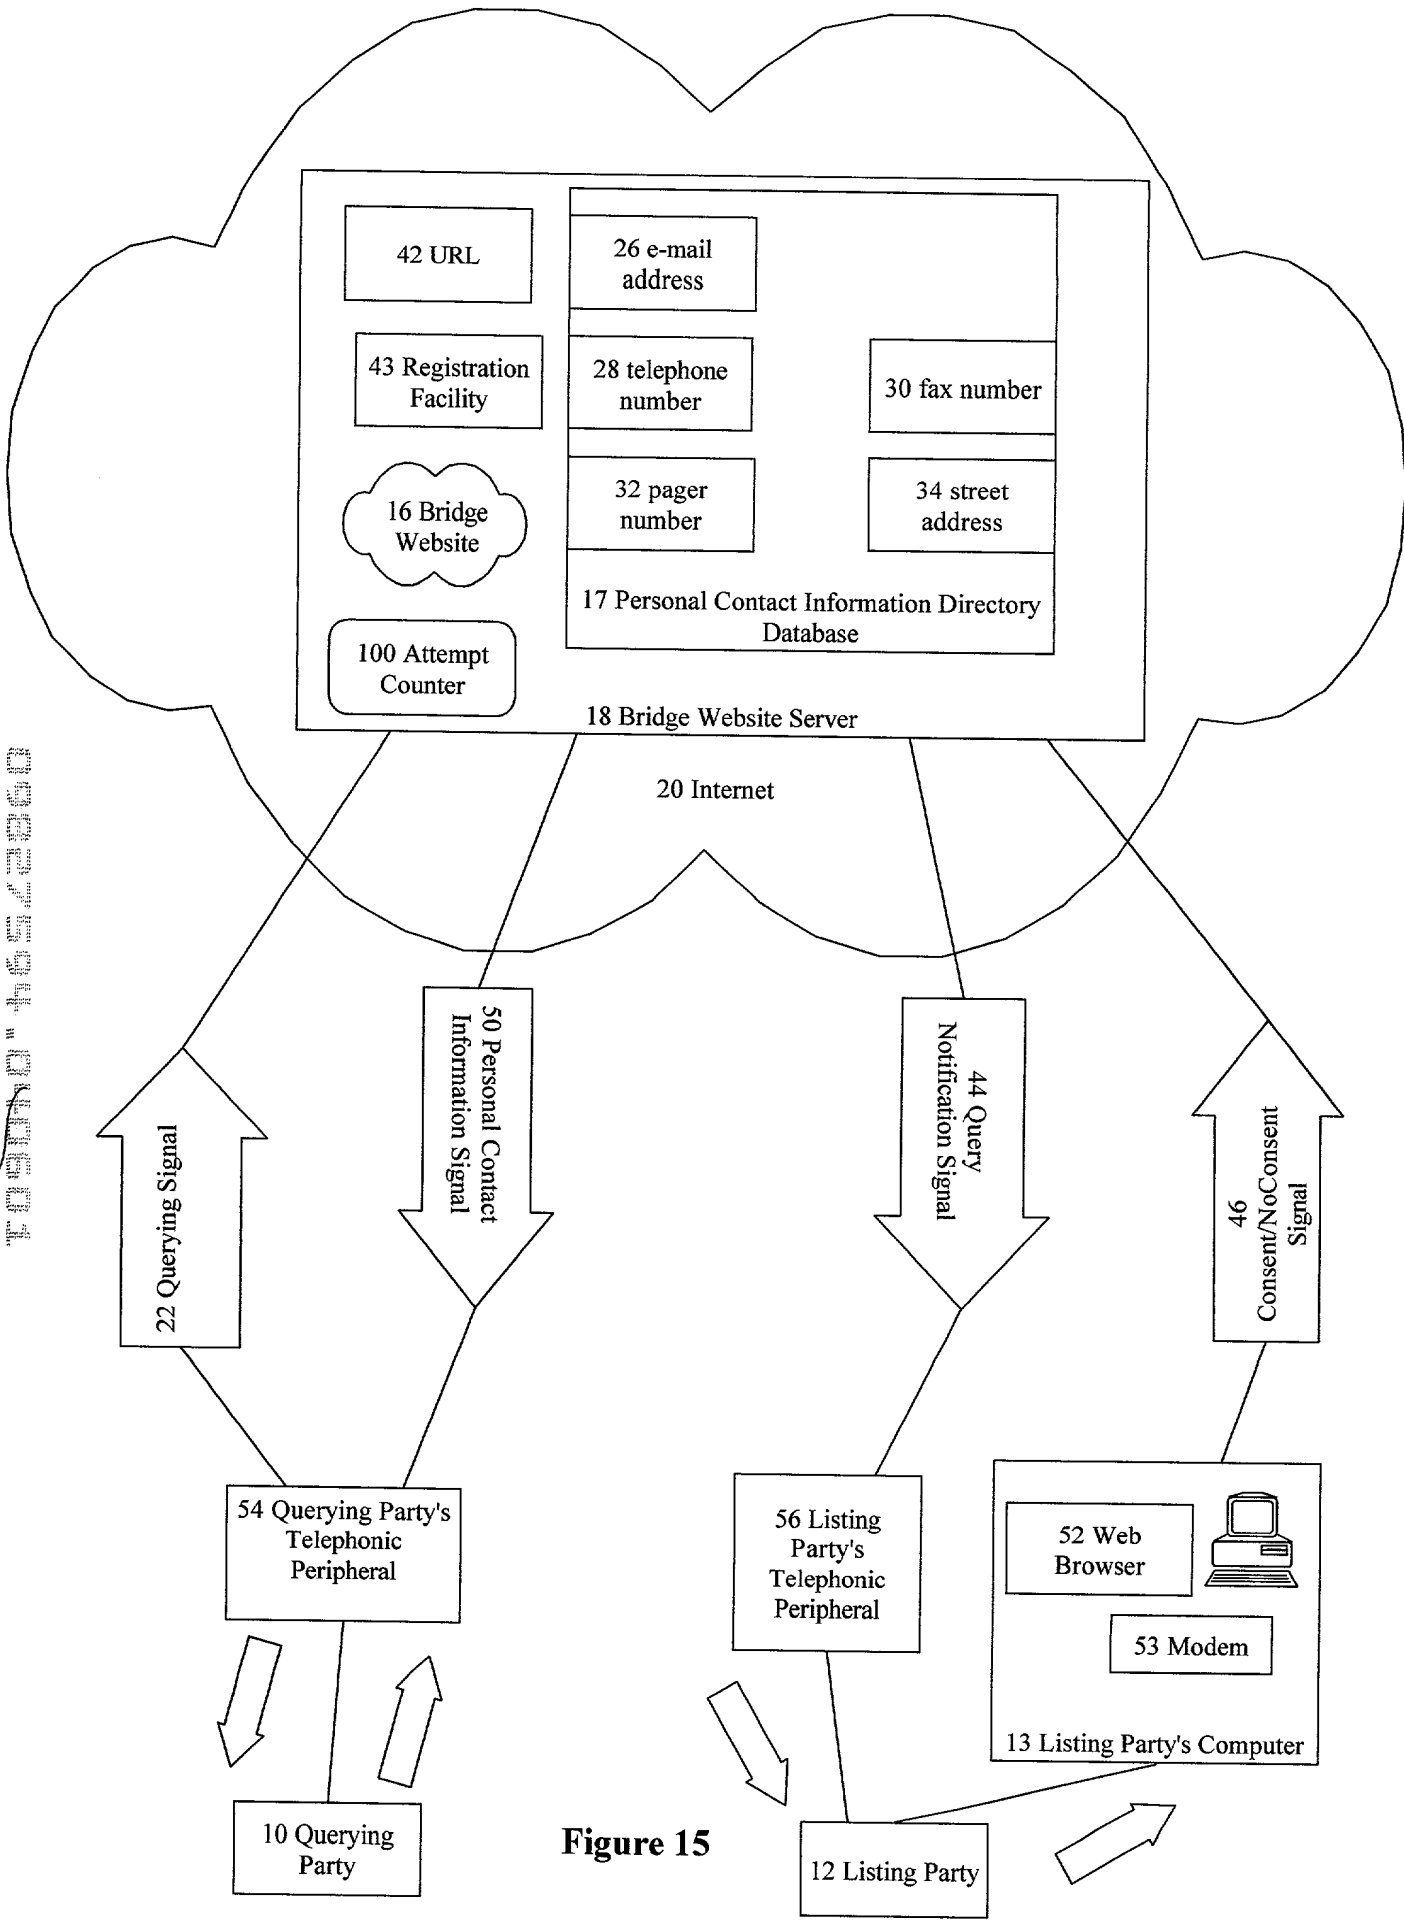 42 URL
26 e-mail
address
43 Registration
Facility
28 telephone
number
30 fax number
16 Bridge
Website
32 pager
number
34 street
address
17 Personal Contact Information Directory
Database
100 Attempt
Counter
18 Bridge Website Server
20 Internet
22 Querying Signal
50 Personal Contact
Information Signal
44 Query
Notification Signal
46
Consent/NoConsent
Signal
54 Querying Party's
Telephonic
Peripheral
56 Listing
Party's
Telephonic
Peripheral
52 Web
Browser
53 Modem
13 Listing Party's Computer
10 Querying
Party
Figure 15
12 Listing Party